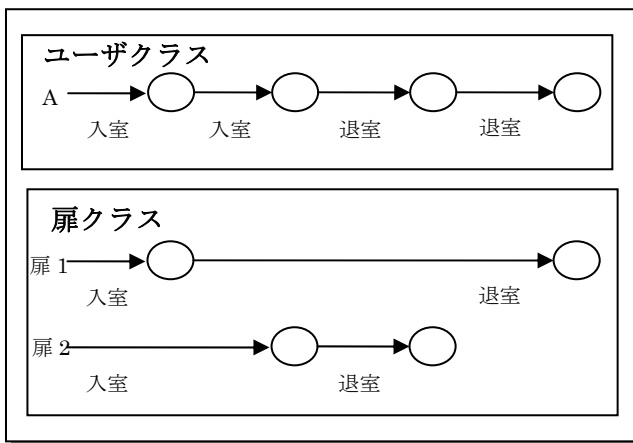 ユーザクラス
A
入室 入室 退室 退室
扉クラス
扉 1
入室 退室
扉 2
入室 退室